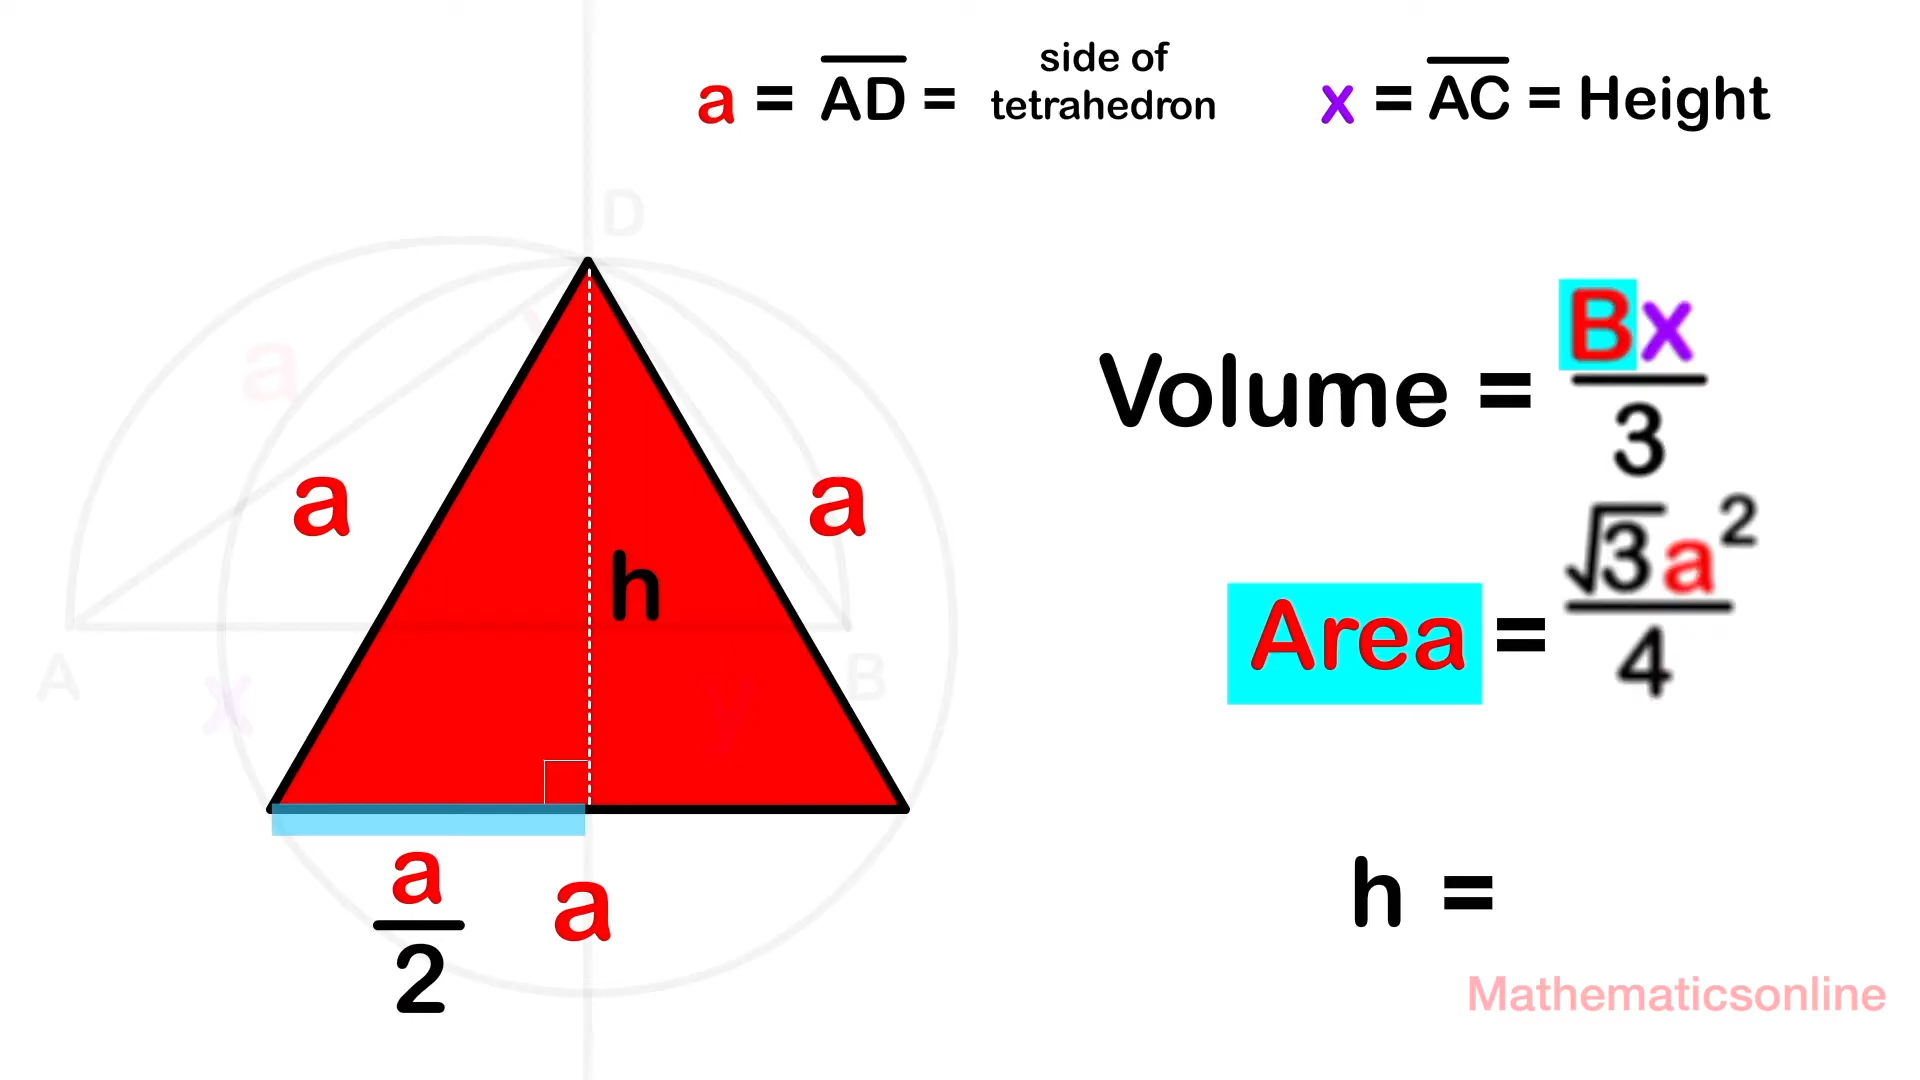 a = AD = side of tetrahedron
x = AC = Height
D
a
Volume = Bx/3
a
a
h
Area = √3a²/4
A
x
y
B
a/2
a
h =
Mathematicsonline